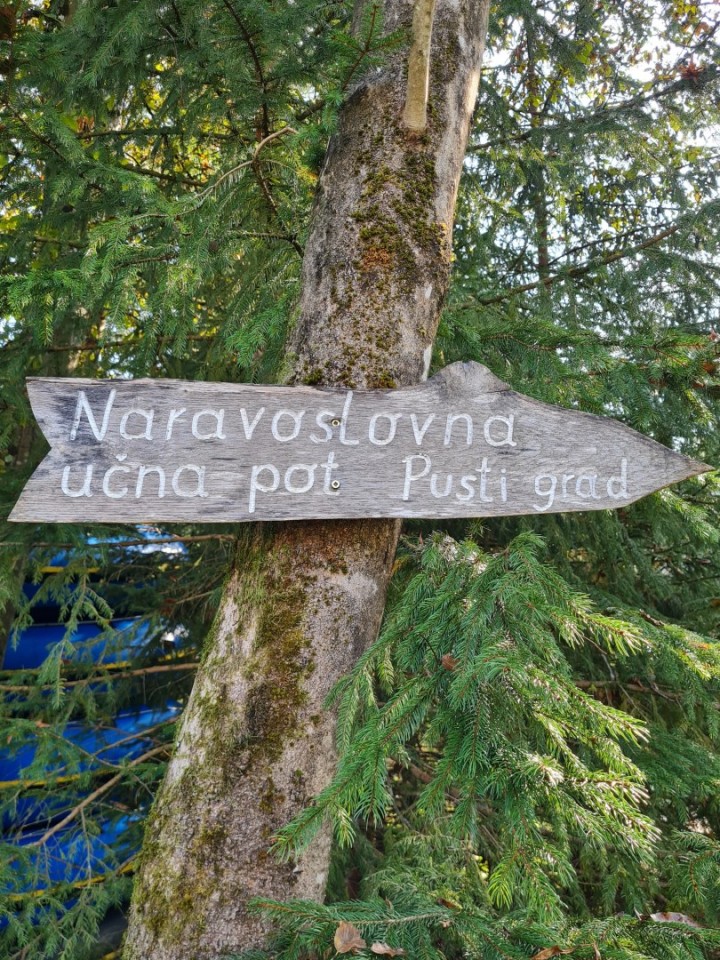 Naravoslovna
učna pot Pusti grad